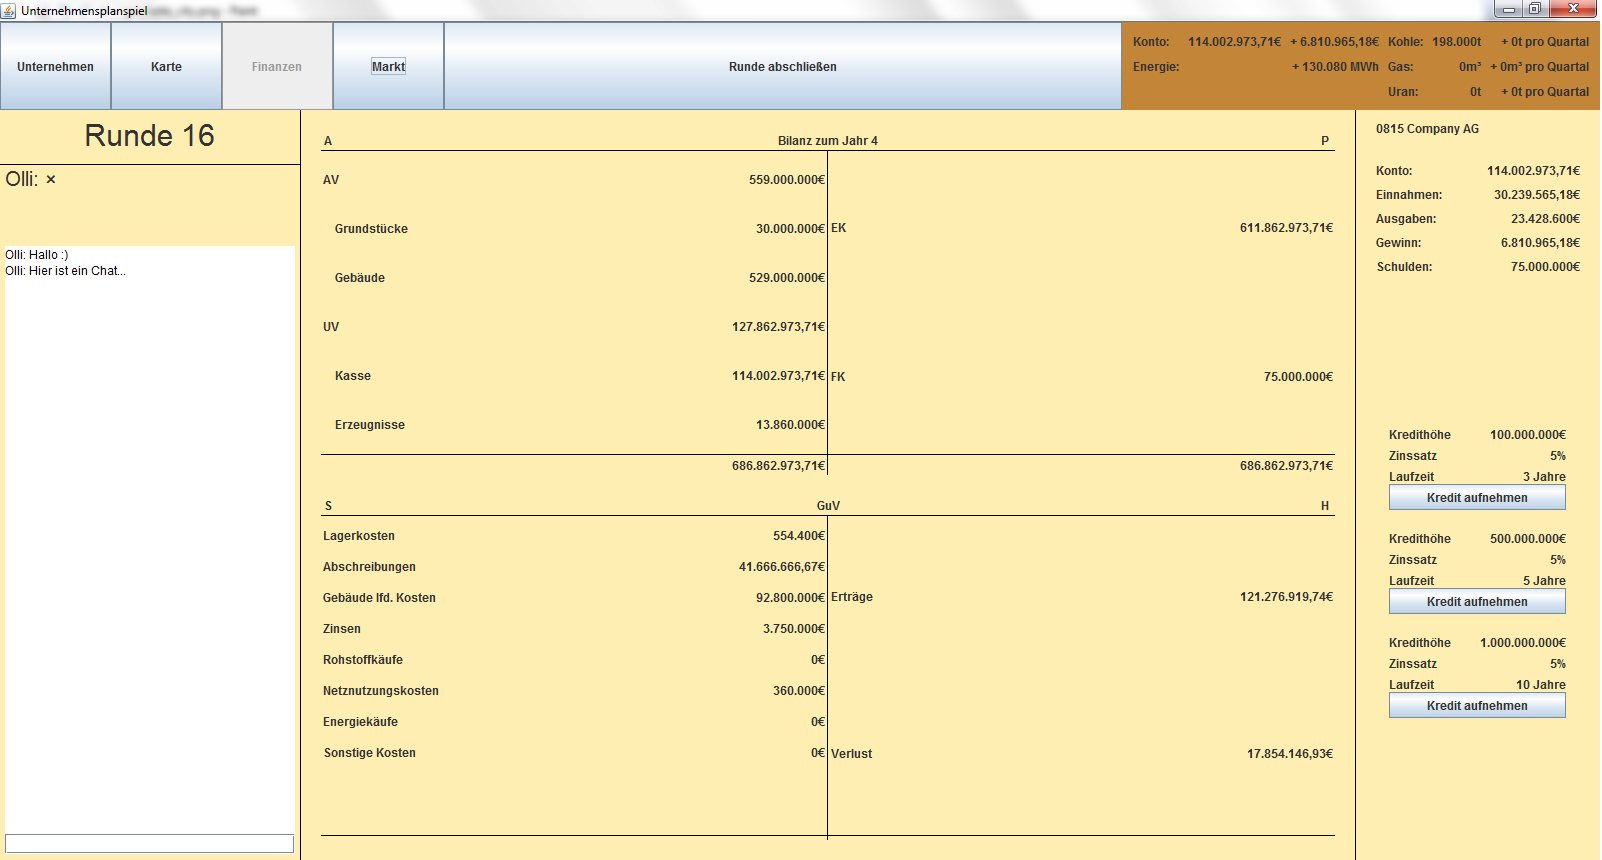 Unternehmensplanspiel
Unternehmen
Karte
Finanzen
Markt
Runde abschließen
Konto: 114.002.973,71€ + 6.810.965,18€ Kohle: 198.000t + 0t pro Quartal
Energie: + 130.080 MWh Gas: 0m³ + 0m³ pro Quartal
Uran: 0t + 0t pro Quartal
Runde 16
Olli: ×
Olli: Hallo :)
Olli: Hier ist ein Chat...
A Bilanz zum Jahr 4 P
AV 559.000.000€
Grundstücke 30.000.000€ EK 611.862.973,71€
Gebäude 529.000.000€
UV 127.862.973,71€
Kasse 114.002.973,71€ FK 75.000.000€
Erzeugnisse 13.860.000€
686.862.973,71€ 686.862.973,71€
S GuV H
Lagerkosten 554.400€
Abschreibungen 41.666.666,67€
Gebäude lfd. Kosten 92.800.000€ Erträge 121.276.919,74€
Zinsen 3.750.000€
Rohstoffkäufe 0€
Netznutzungskosten 360.000€
Energiekäufe 0€
Sonstige Kosten 0€ Verlust 17.854.146,93€
0815 Company AG
Konto: 114.002.973,71€
Einnahmen: 30.239.565,18€
Ausgaben: 23.428.600€
Gewinn: 6.810.965,18€
Schulden: 75.000.000€
Kredithöhe 100.000.000€
Zinssatz 5%
Laufzeit 3 Jahre
Kredit aufnehmen
Kredithöhe 500.000.000€
Zinssatz 5%
Laufzeit 5 Jahre
Kredit aufnehmen
Kredithöhe 1.000.000.000€
Zinssatz 5%
Laufzeit 10 Jahre
Kredit aufnehmen